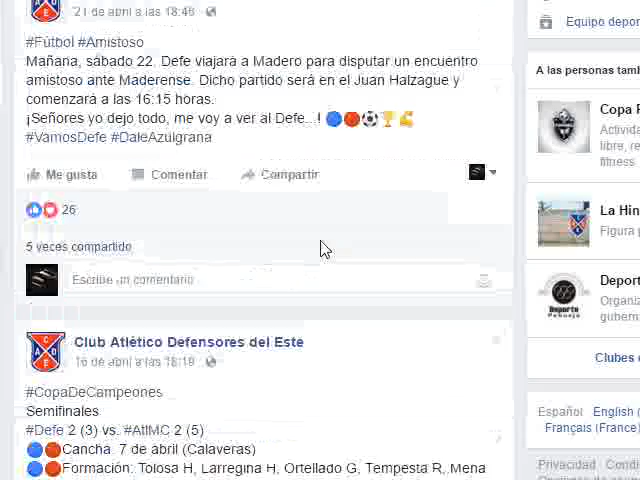 21 de abril a las 18:46
#Fútbol #Amistoso
Mañana, sábado 22, Defe viajará a Madero para disputar un encuentro
amistoso ante Maderense. Dicho partido será en el Juan Halzague y
comenzará a las 16:15 horas.
¡Señores yo dejo todo, me voy a ver al Defe...!
#VamosDefe #DaleAzulgrana
Me gusta Comentar Compartir
26
5 veces compartido
Escribe un comentario
Club Atlético Defensores del Este
16 de abril a las 18:19
#CopaDeCampeones
Semifinales
#Defe 2 (3) vs. #AtlMC 2 (5)
Cancha: 7 de abril (Calaveras)
Formación: Tolosa H, Larregina H, Ortellado G, Tempesta R, Mena
Equipo depor
A las personas tamb
Copa
Activida
libre, re
fitness
La Hin
Figura
Deport
Organiz
gubern
Deporte
Pehuajó
Clubes
Español English
Français (France)
Privacidad Condi